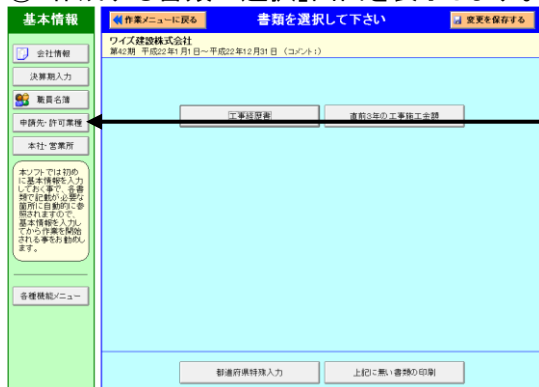 基本情報
作業メニューに戻る
書類を選択して下さい
変更を保存する
ワイズ建設株式会社
第42期 平成22年1月1日～平成22年12月31日 (コメント:)
会社情報
決算期入力
職員名簿
申請先・許可業種
本社・営業所
工事経歴書
直前3年の工事施工金額
本ソフトでは初め
に基本情報を入力
しておく事で、各書
類で記載が必要な
箇所に自動的に参
照されますので、
基本情報を入力し
てから作業を開始
される事をお勧めし
ます。
各種機能メニュー
都道府県特殊入力
上記に無い書類の印刷